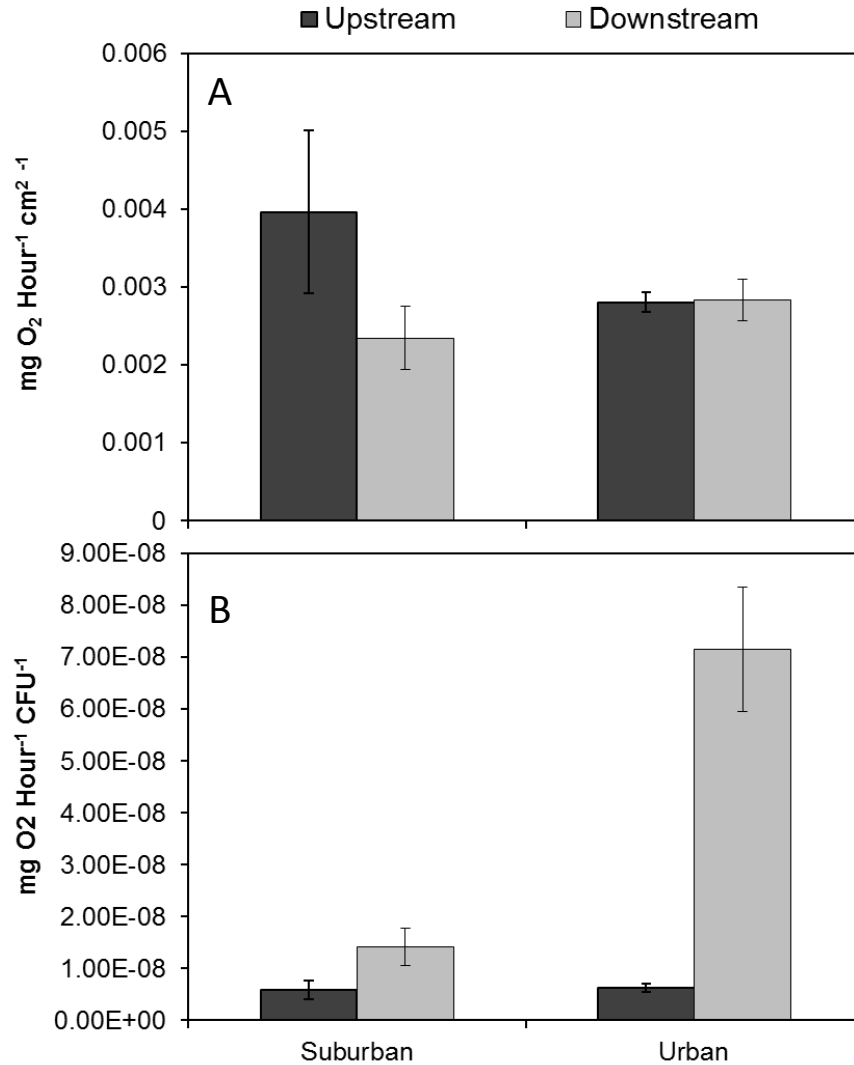 Upstream Downstream
A
0.006
0.005
0.004
0.003
0.002
0.001
0
mg O₂ Hour⁻¹ cm² ⁻¹
B
9.00E-08
8.00E-08
7.00E-08
6.00E-08
5.00E-08
4.00E-08
3.00E-08
2.00E-08
1.00E-08
0.00E+00
mg O2 Hour⁻¹ CFU⁻¹
Suburban Urban